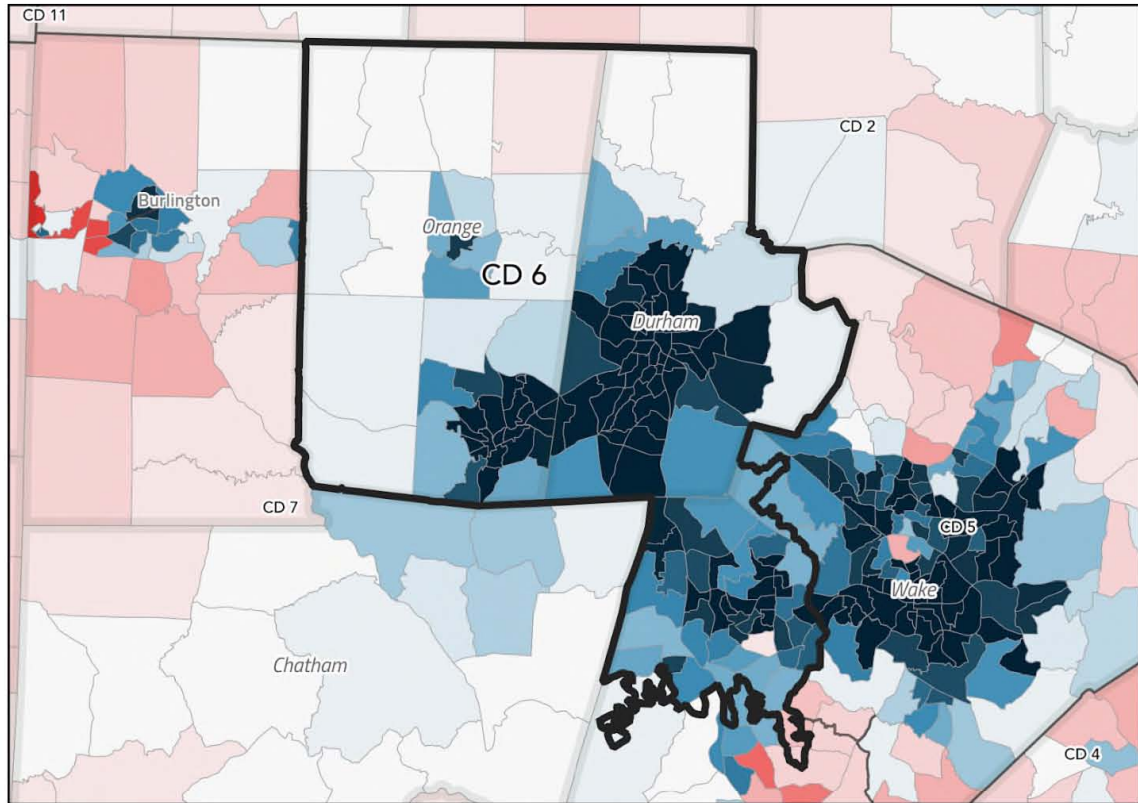 CD 11
CD 2
Burlington
Orange
CD 6
Durham
CD 7
CD 5
Wake
Chatham
CD 4